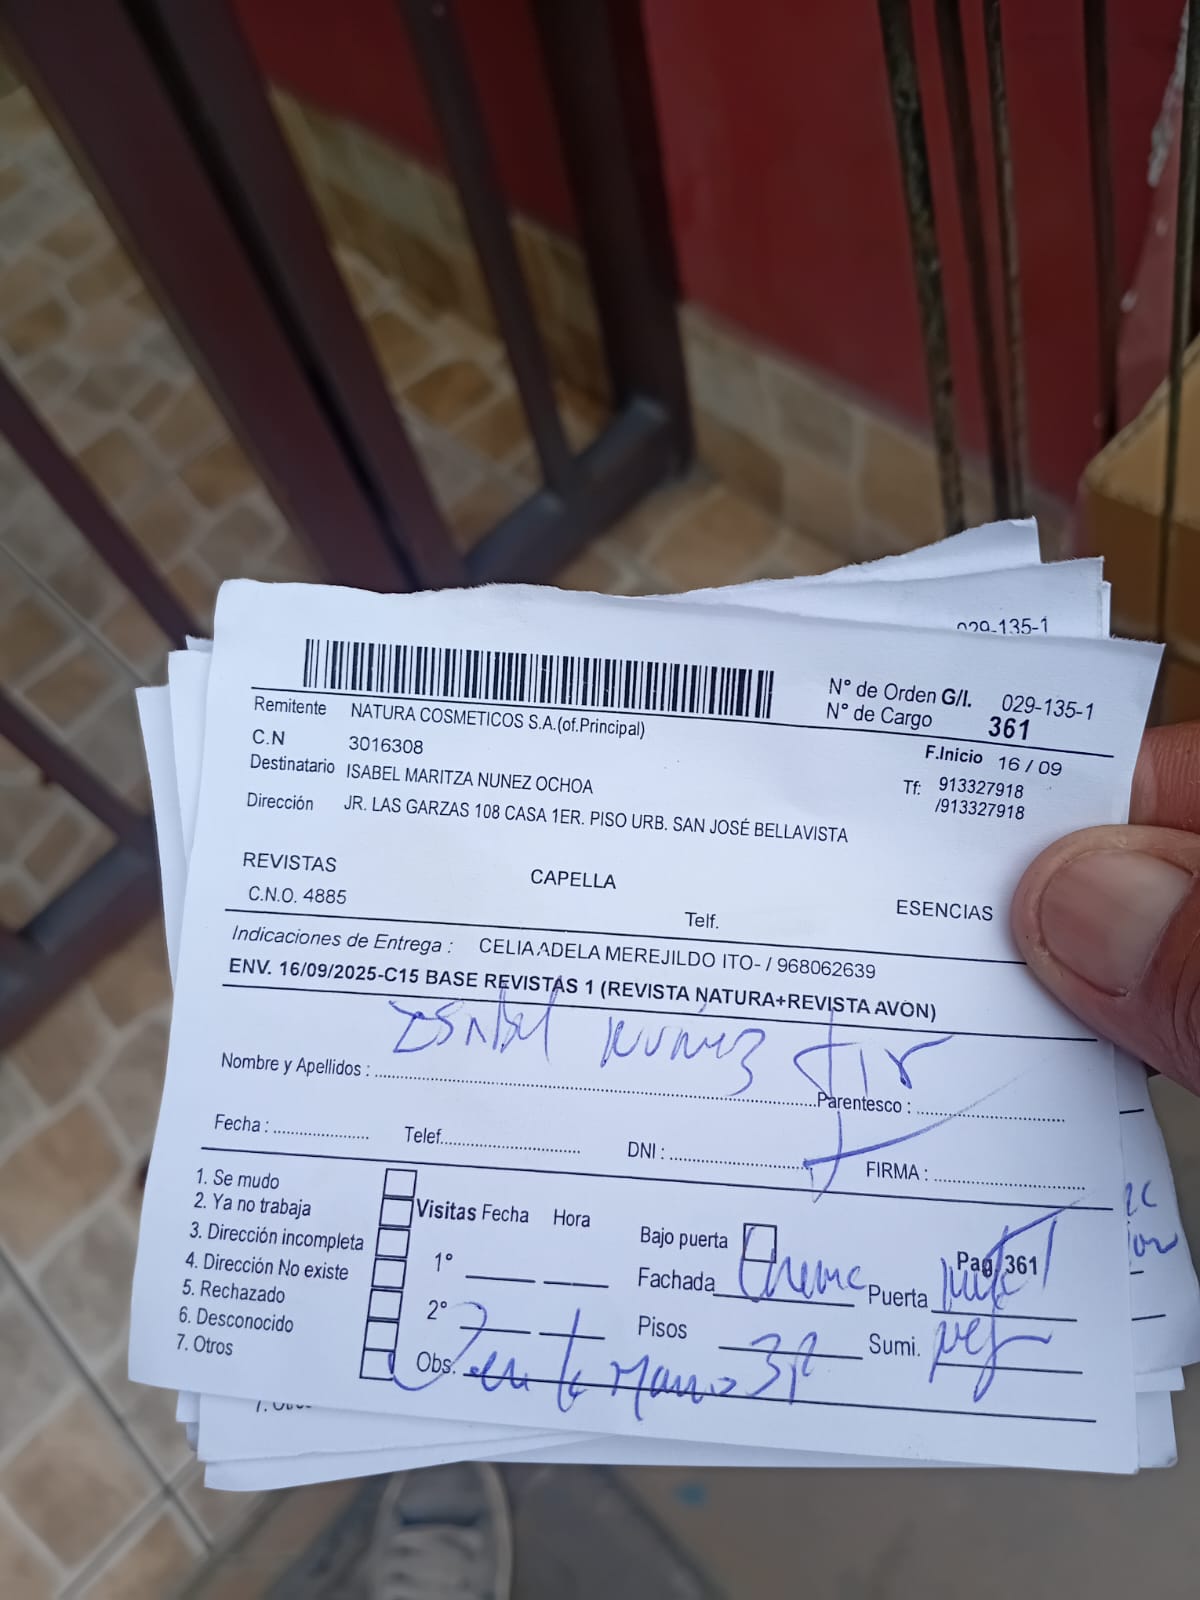 029-135-1
N° de Orden G/I. 029-135-1
N° de Cargo 361
Remitente NATURA COSMETICOS S.A.(of.Principal)
F.Inicio 16 / 09
C.N 3016308
Tf: 913327918
/913327918
Destinatario ISABEL MARITZA NUNEZ OCHOA
Dirección JR. LAS GARZAS 108 CASA 1ER. PISO URB. SAN JOSÉ BELLAVISTA
REVISTAS CAPELLA ESENCIAS
C.N.O. 4885 Telf.
Indicaciones de Entrega : CELIA ADELA MEREJILDO ITO- / 968062639
ENV. 16/09/2025-C15 BASE REVISTAS 1 (REVISTA NATURA+REVISTA AVON)
Isabel Núñez
Nombre y Apellidos : Parentesco :
Fecha : Telef. DNI : FIRMA :
1. Se mudo
2. Ya no trabaja
3. Dirección incompleta
4. Dirección No existe
5. Rechazado
6. Desconocido
7. Otros
Visitas Fecha Hora
1°
2°
Obs.
Bajo puerta Pag 361
Fachada Creme Puerta
Pisos 3 Sumi.